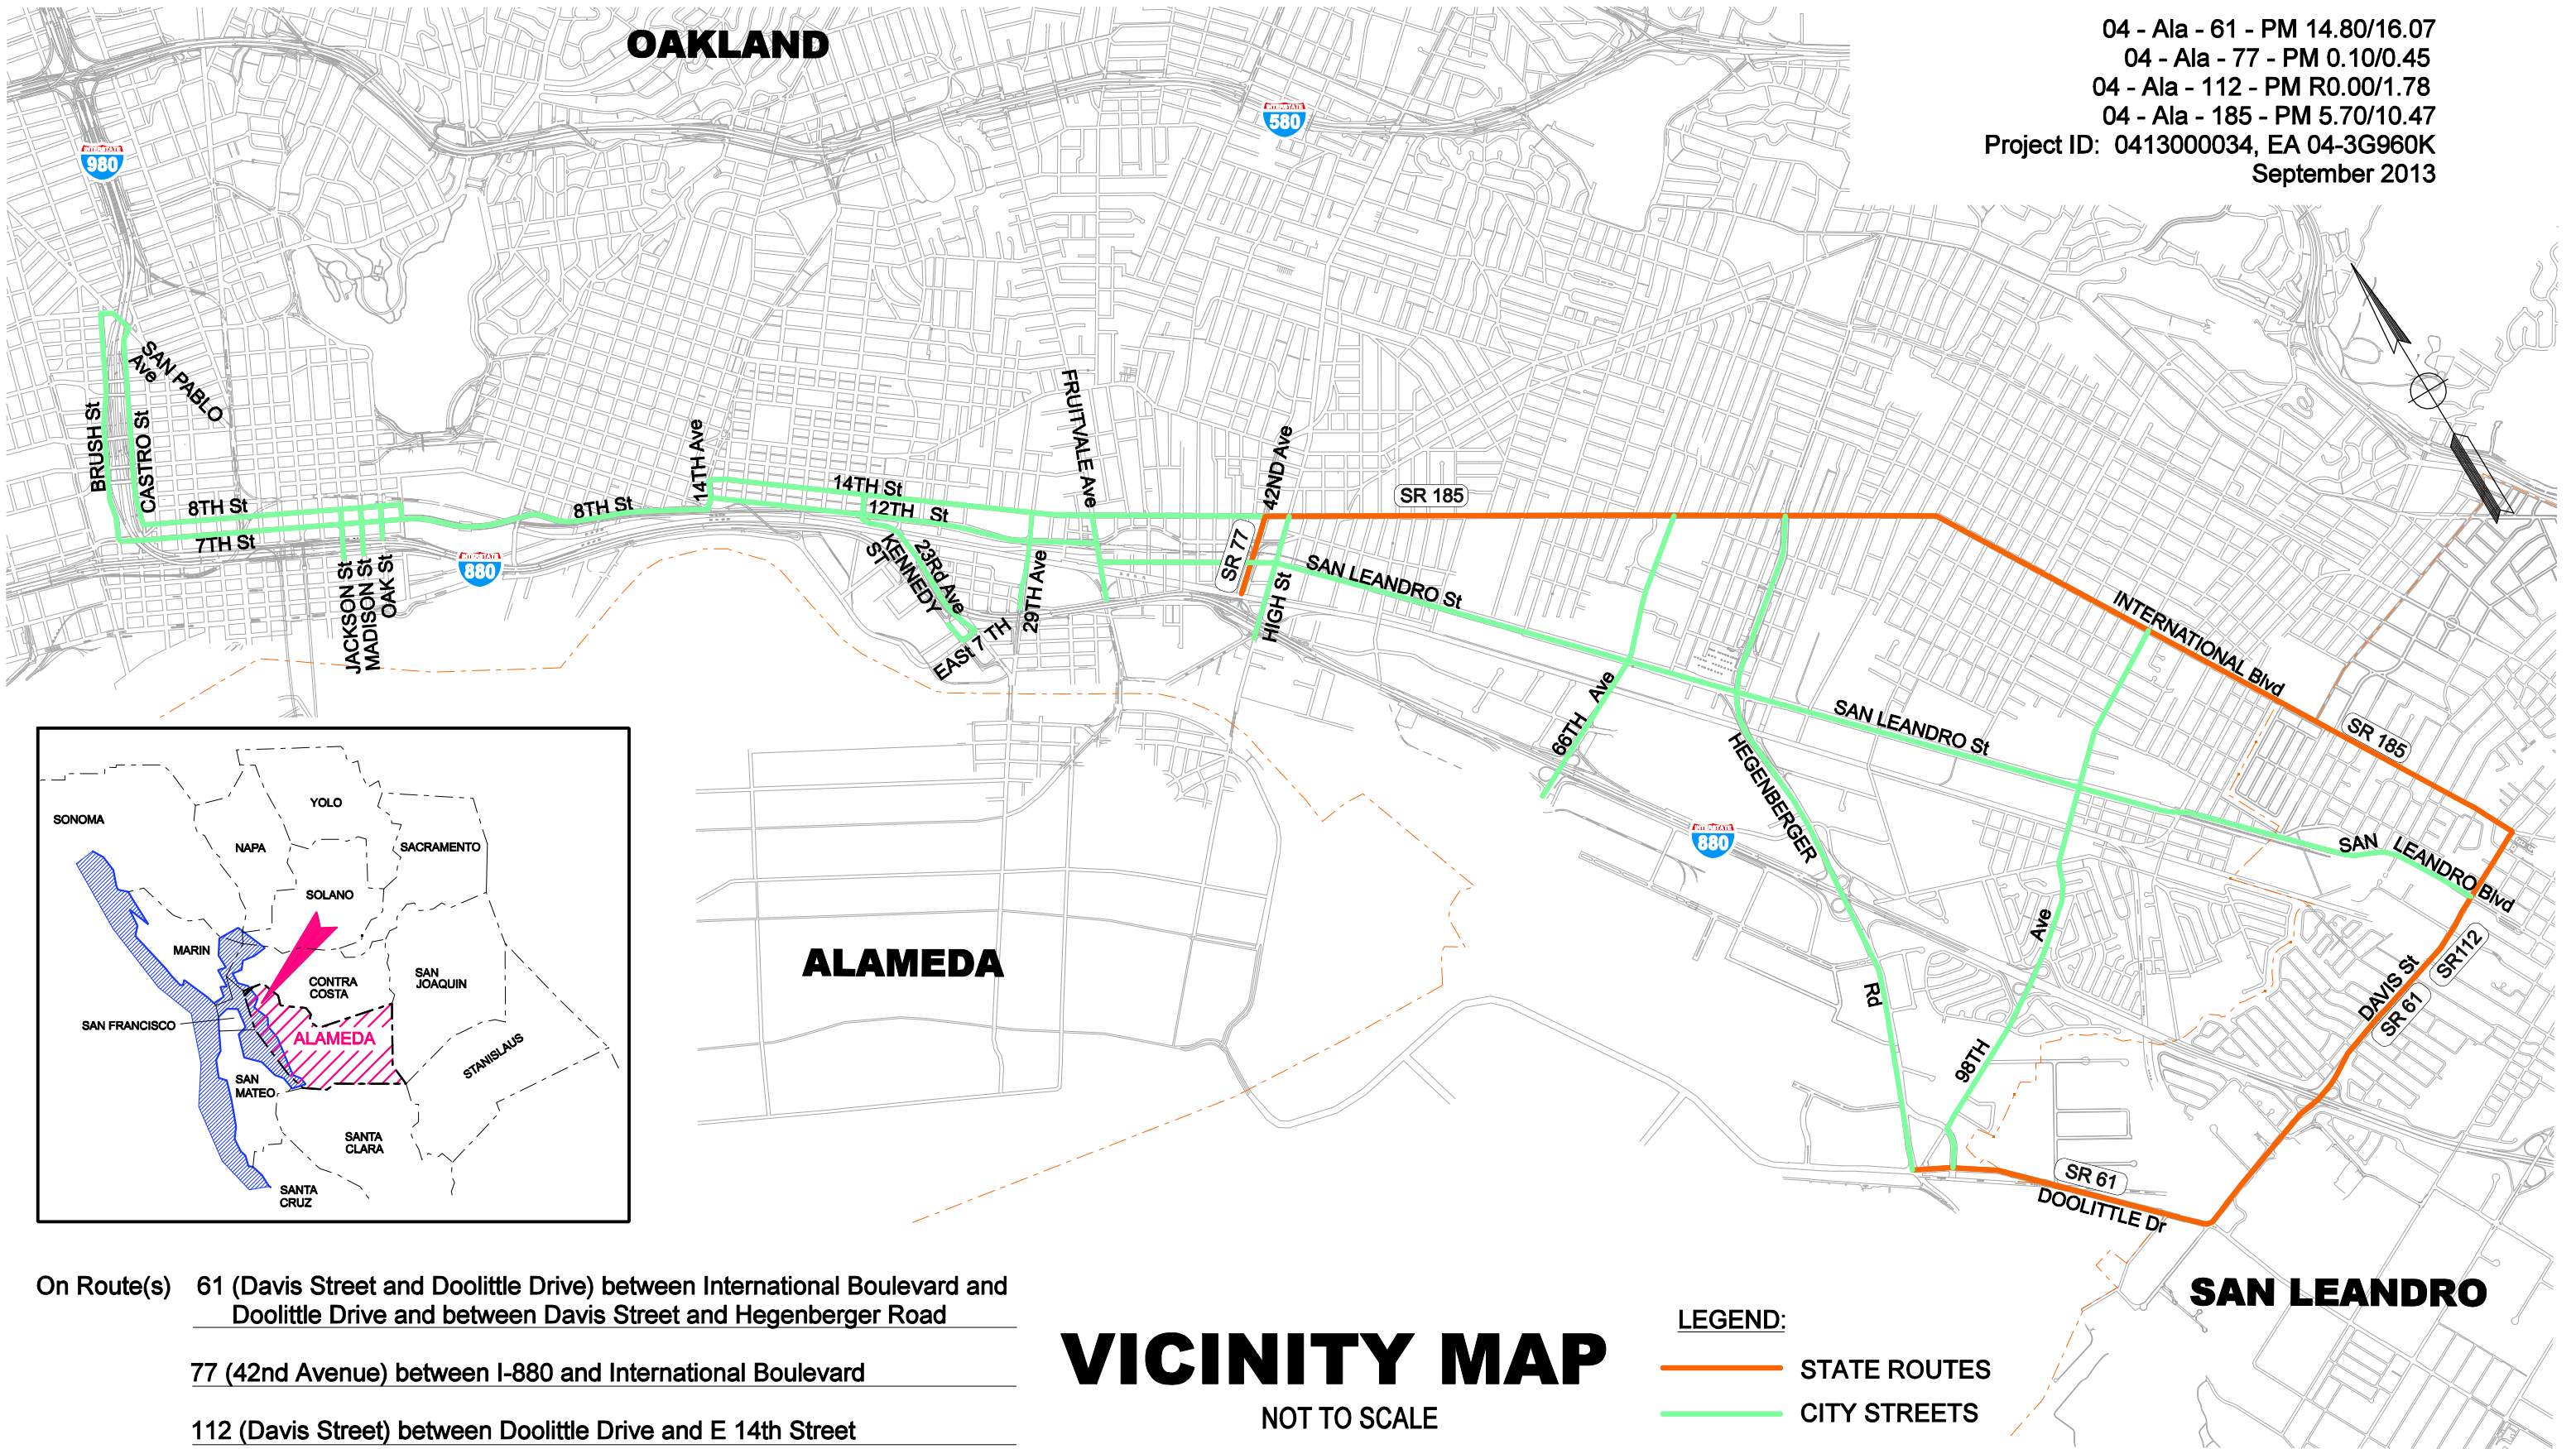 OAKLAND
04 - Ala - 61 - PM 14.80/16.07
04 - Ala - 77 - PM 0.10/0.45
04 - Ala - 112 - PM R0.00/1.78
04 - Ala - 185 - PM 5.70/10.47
Project ID: 0413000034, EA 04-3G960K
September 2013
INTERSTATE
980
INTERSTATE
580
SAN PABLO
Ave
BRUSH St
CASTRO St
8TH St
7TH St
JACKSON St
MADISON St
OAK St
INTERSTATE
880
8TH St
14TH Ave
14TH St
12TH St
23Rd Ave
KENNEDY
ST
EASt 7 TH
29TH Ave
FRUITVALE Ave
42ND Ave
SR 77
HIGH St
SR 185
SAN LEANDRO St
66TH Ave
HEGENBERGER
Rd
SAN LEANDRO St
INTERNATIONAL Blvd
SR 185
INTERSTATE
880
98TH Ave
SAN LEANDRO Blvd
SR112
DAVIS St
SR 61
SR 61
DOOLITTLE Dr
ALAMEDA
SAN LEANDRO
SONOMA
YOLO
NAPA
SACRAMENTO
SOLANO
MARIN
CONTRA
COSTA
SAN
JOAQUIN
SAN FRANCISCO
ALAMEDA
STANISLAUS
SAN
MATEO
SANTA
CLARA
SANTA
CRUZ
On Route(s) 61 (Davis Street and Doolittle Drive) between International Boulevard and
Doolittle Drive and between Davis Street and Hegenberger Road
77 (42nd Avenue) between I-880 and International Boulevard
112 (Davis Street) between Doolittle Drive and E 14th Street
VICINITY MAP
NOT TO SCALE
LEGEND:
STATE ROUTES
CITY STREETS